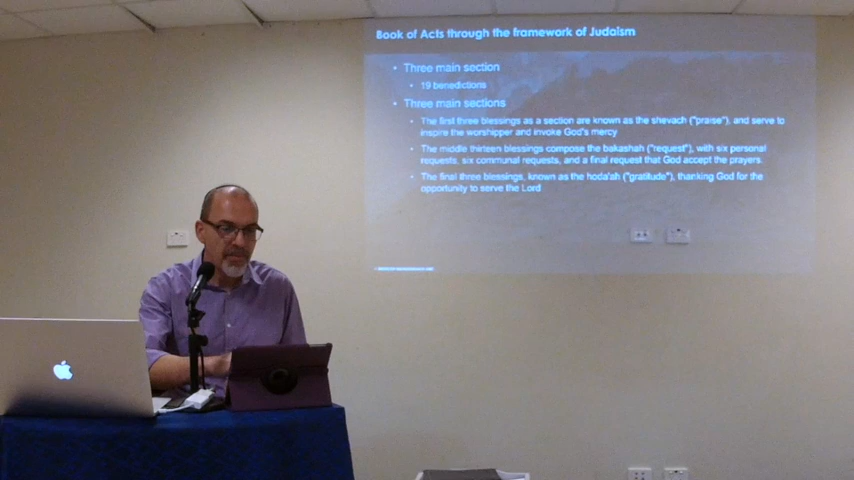 Book of Acts through the framework of Judaism
• Three main section
• 19 benedictions
• Three main sections
• The first three blessings as a section are known as the shevach ("praise"), and serve to
inspire the worshipper and invoke God's mercy
• The middle thirteen blessings compose the bakashah ("request"), with six personal
requests, six communal requests, and a final request that God accept the prayers.
• The final three blessings, known as the hoda'ah ("gratitude"), thanking God for the
opportunity to serve the Lord